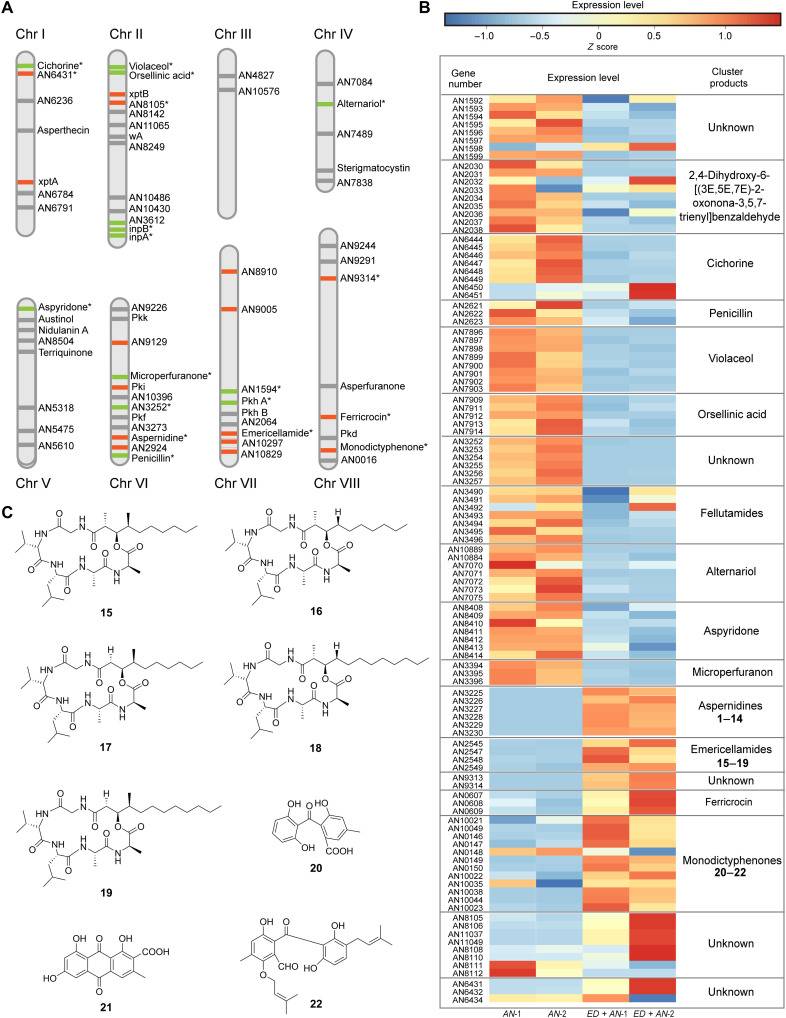 A
Chr I
Chr II
Chr III
Chr IV
Cichorine*
AN6431*
AN6236
Asperthecin
xptA
AN6784
AN6791
Violaceol*
Orsellinic acid*
xptB
AN8105*
AN8142
AN11065
wA
AN8249
AN10486
AN10430
AN3612
inpB*
inpA*
AN4827
AN10576
AN7084
Alternariol*
AN7489
Sterigmatocystin
AN7838
Aspyridone*
Austinol
Nidulanin A
AN8504
Terriquinone
AN5318
AN5475
AN5610
AN9226
Pkk
AN9129
Microperfuranone*
Pki
AN10396
AN3252*
Pkf
AN3273
Aspernidine*
AN2924
Penicillin*
AN8910
AN9005
AN1594*
Pkh A*
Pkh B
AN2064
Emericellamide*
AN10297
AN10829
AN9244
AN9291
AN9314*
Asperfuranone
Ferricrocin*
Pkd
Monodictyphenone*
AN0016
Chr V
Chr VI
Chr VII
Chr VIII
B
Expression level
−1.0
−0.5
0.5
1.0
Z score
Gene number
Expression level
Cluster products
AN1592
AN1593
AN1594
AN1595
AN1596
AN1597
AN1598
AN1599
Unknown
AN2030
AN2031
AN2032
AN2033
AN2034
AN2035
AN2036
AN2037
AN2038
2,4-Dihydroxy-6-
[(3E,5E,7E)-2-
oxonona-3,5,7-
trienyl]benzaldehyde
AN6444
AN6445
AN6446
AN6447
AN6448
AN6449
AN6450
AN6451
Cichorine
AN2621
AN2622
AN2623
Penicillin
AN7896
AN7897
AN7898
AN7899
AN7900
AN7901
AN7902
AN7903
Violaceol
AN7909
AN7911
AN7912
AN7913
AN7914
Orsellinic acid
AN3252
AN3253
AN3254
AN3255
AN3256
AN3257
Unknown
AN3490
AN3491
AN3492
AN3493
AN3494
AN3495
AN3496
Fellutamides
AN10889
AN10884
AN7070
AN7071
AN7072
AN7073
AN7075
Alternariol
AN8408
AN8409
AN8410
AN8411
AN8412
AN8413
AN8414
Aspyridone
AN3394
AN3395
AN3396
Microperfuranon
AN3225
AN3226
AN3227
AN3228
AN3229
AN3230
Aspernidines
1–14
AN2545
AN2547
AN2548
AN2549
Emericellamides
15–19
AN9313
AN9314
Unknown
AN0607
AN0608
AN0609
Ferricrocin
AN10021
AN10049
AN0146
AN0147
AN0148
AN0149
AN0150
AN10022
AN10035
AN10038
AN10044
AN10023
Monodictyphenones
20–22
AN8105
AN8106
AN11037
AN11049
AN8108
AN8110
AN8111
AN8112
Unknown
AN6431
AN6432
AN6434
Unknown
AN-1
AN-2
ED + AN-1
ED + AN-2
C
15
16
17
18
19
20
21
22